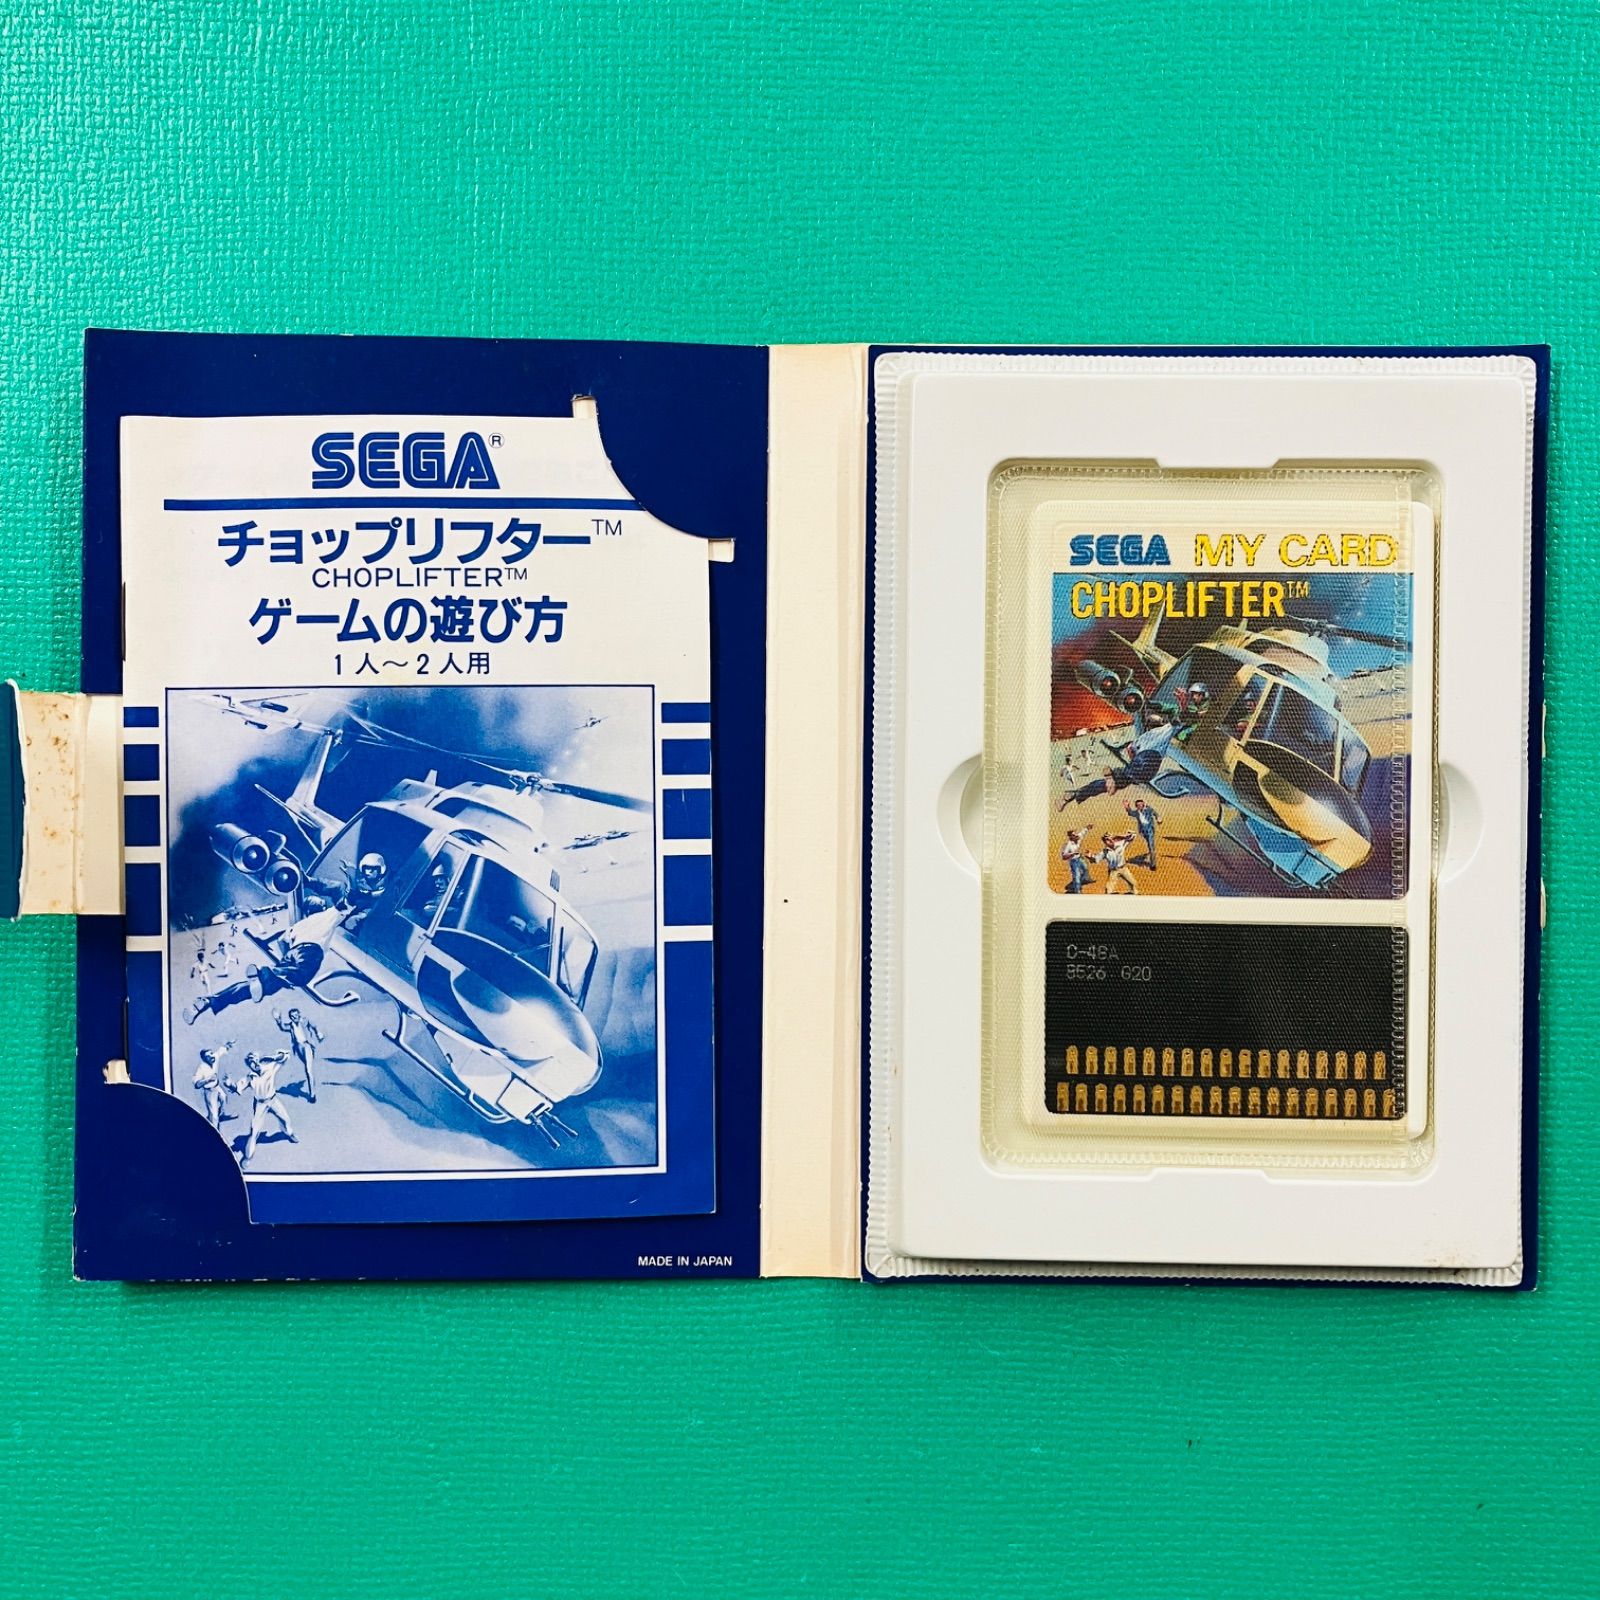 SEGA®
チョップリフター™
CHOPLIFTER™
ゲームの遊び方
1人〜2人用
MADE IN JAPAN
SEGA MY CARD
CHOPLIFTER™
C-48A
8526 G20